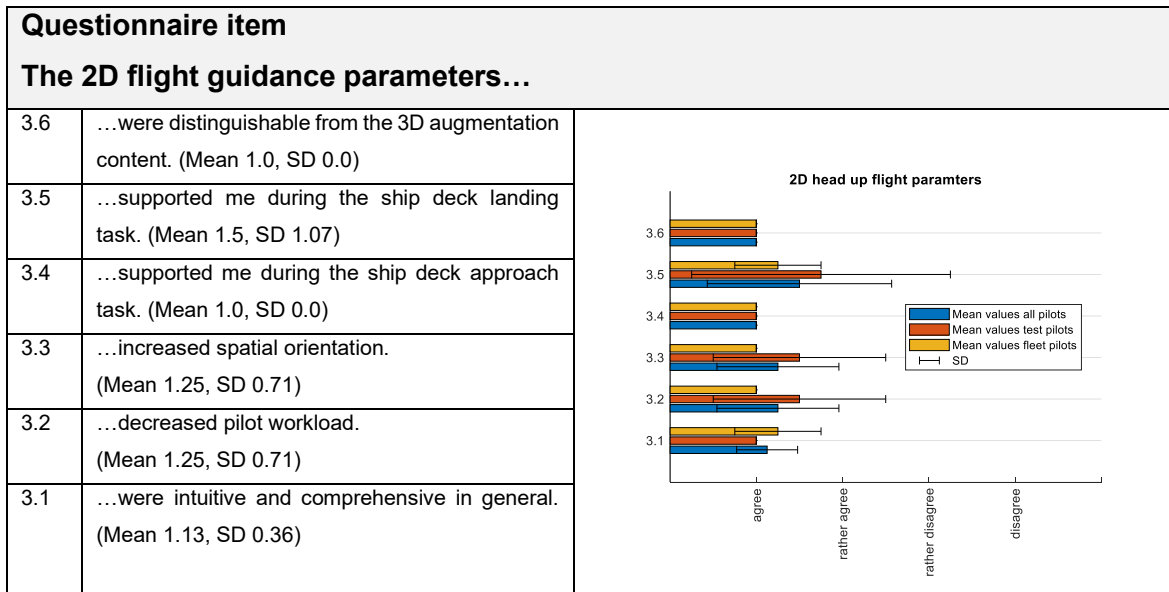 Questionnaire item
The 2D flight guidance parameters…
3.6 …were distinguishable from the 3D augmentation
content. (Mean 1.0, SD 0.0)
3.5 …supported me during the ship deck landing
task. (Mean 1.5, SD 1.07)
3.4 …supported me during the ship deck approach
task. (Mean 1.0, SD 0.0)
3.3 …increased spatial orientation.
(Mean 1.25, SD 0.71)
3.2 …decreased pilot workload.
(Mean 1.25, SD 0.71)
3.1 …were intuitive and comprehensive in general.
(Mean 1.13, SD 0.36)
2D head up flight paramters
3.6
3.5
3.4
3.3
3.2
3.1
Mean values all pilots
Mean values test pilots
Mean values fleet pilots
SD
agree
rather agree
rather disagree
disagree